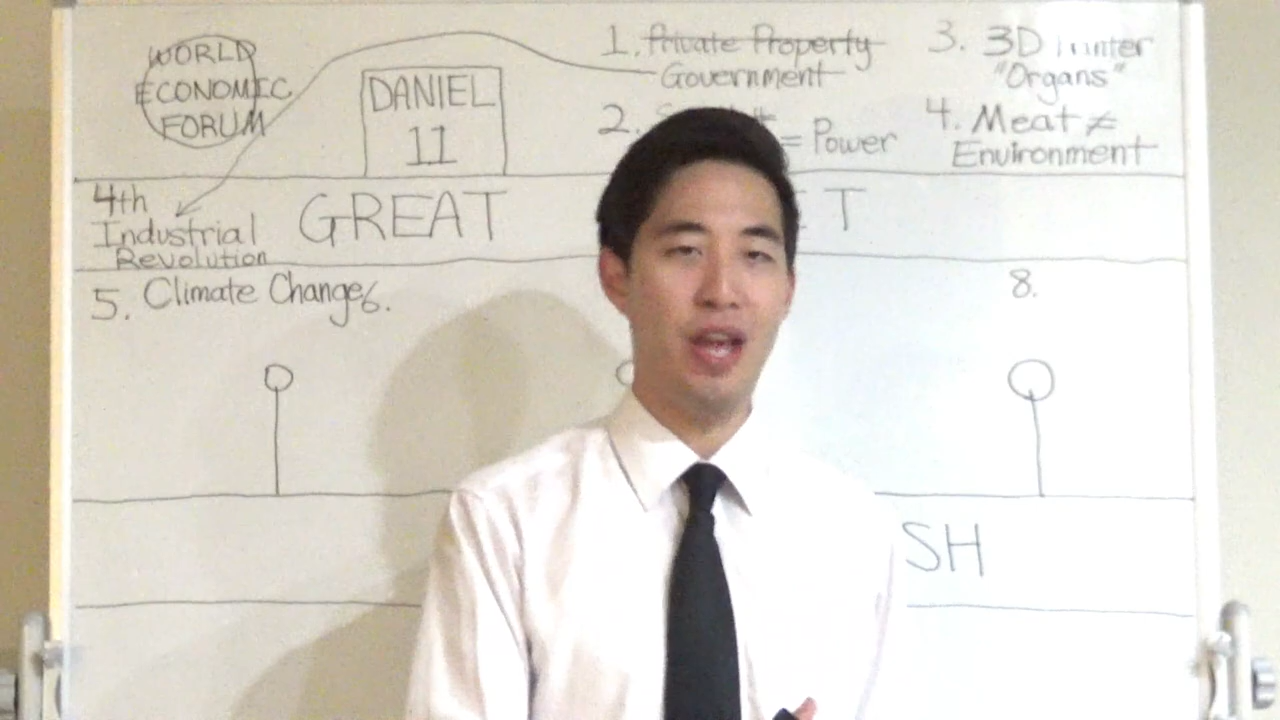 WORLD
ECONOMIC
FORUM
DANIEL
11
1. Private Property
Government
2.
= Power
3. 3D
"Organs"
4. Meat ≠
Environment
4th
Industrial
Revolution
GREAT
T
5. Climate Change
6.
8.
SH